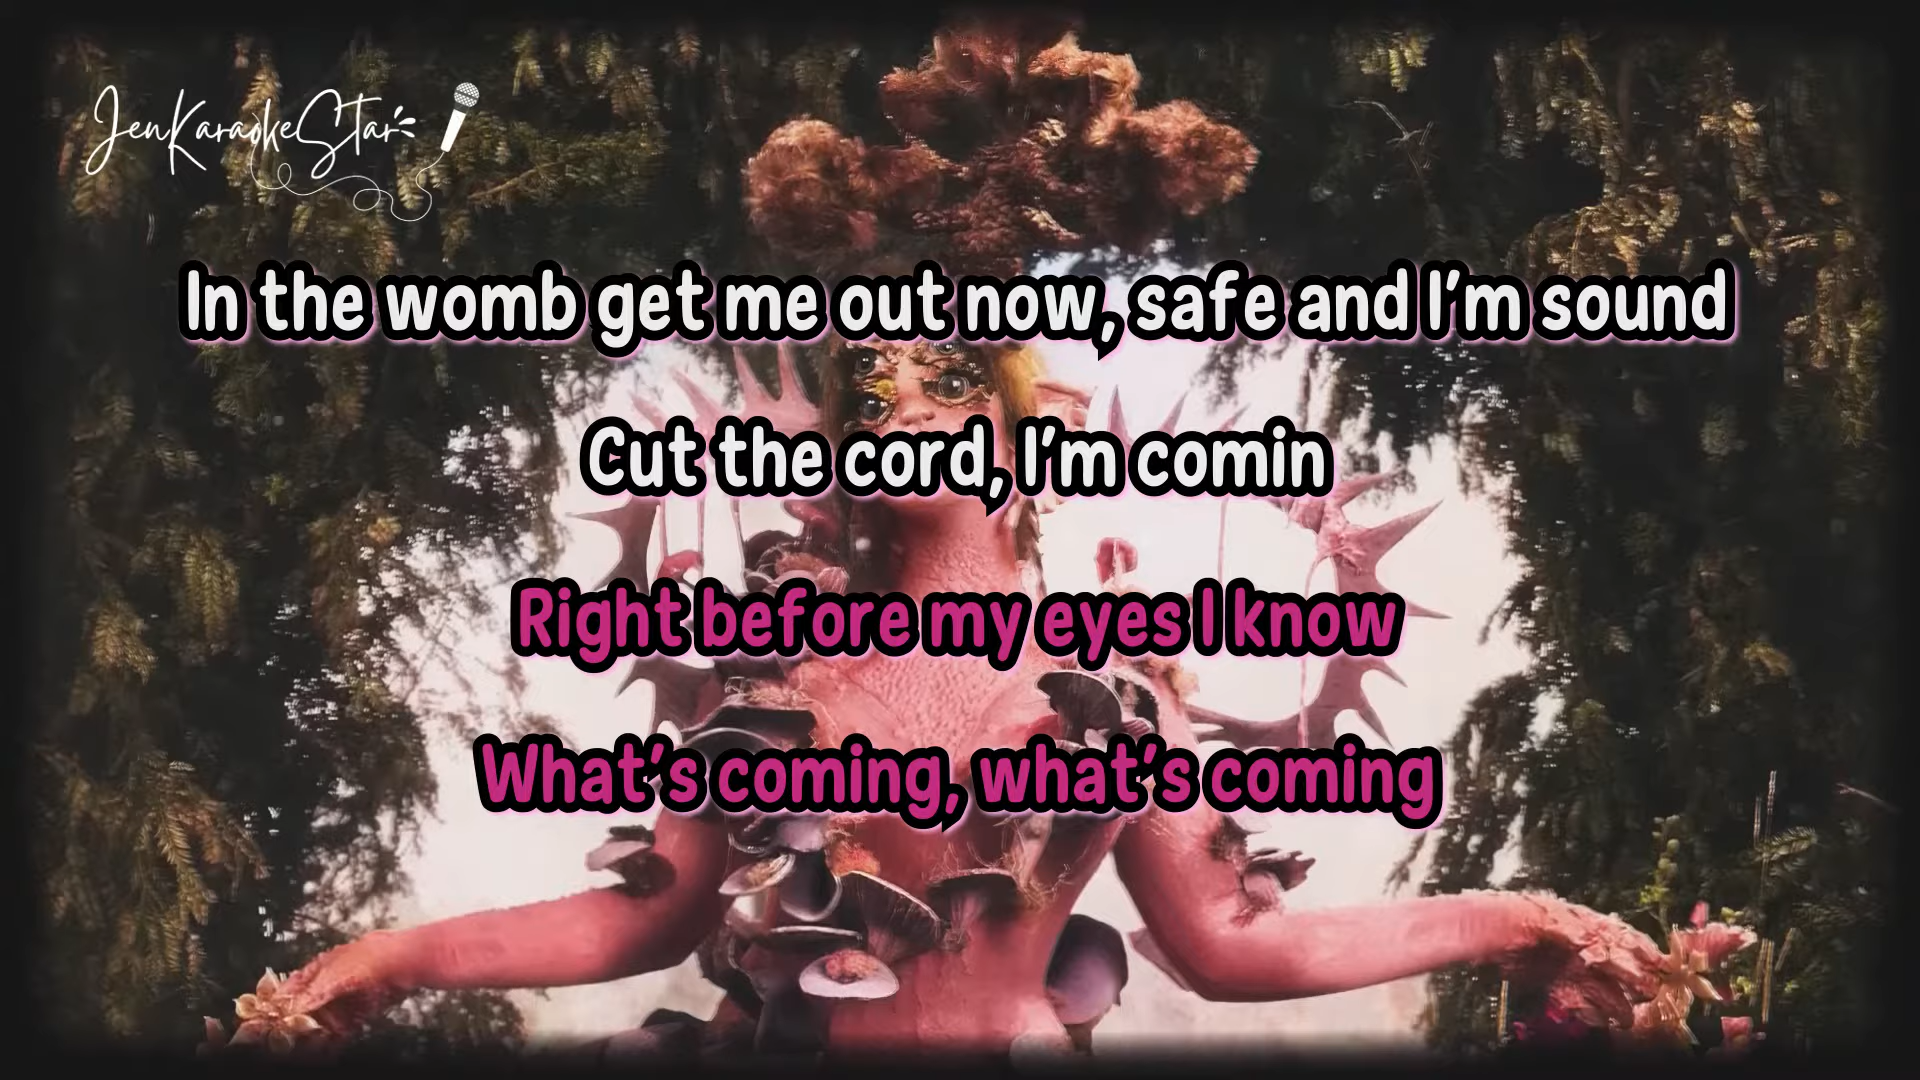 JenKaraokeStar
In the womb get me out now, safe and I'm sound
Cut the cord, I'm comin
Right before my eyes I know
What's coming, what's coming